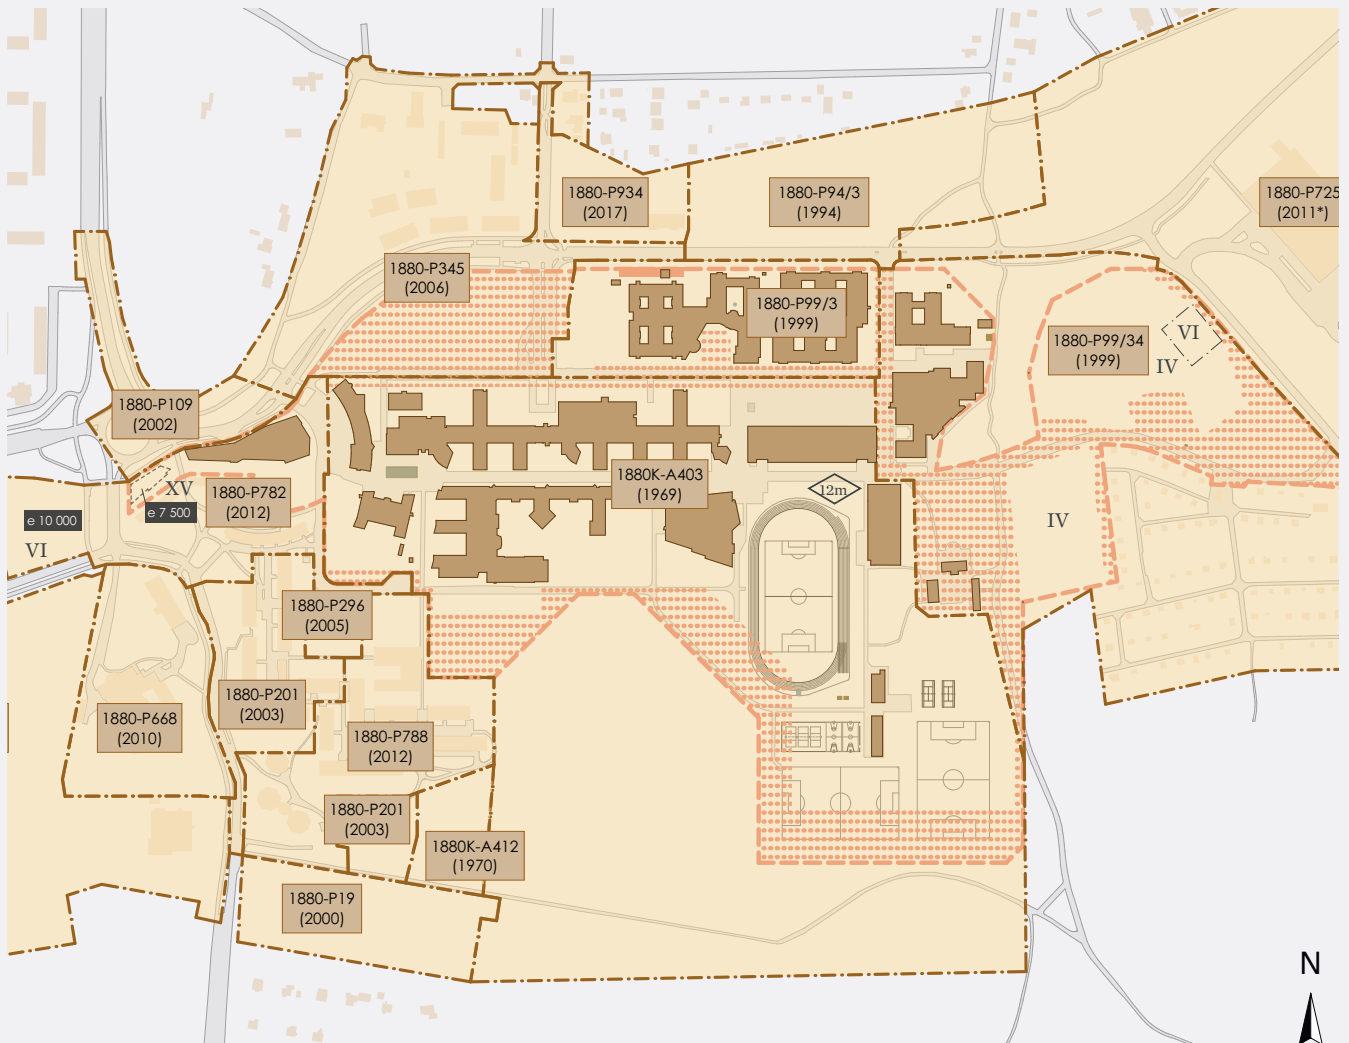 1880-P934
(2017)
1880-P94/3
(1994)
1880-P725
(2011*)
1880-P345
(2006)
1880-P99/3
(1999)
1880-P99/34
(1999)
VI
IV
1880-P109
(2002)
XV
1880-P782
(2012)
1880K-A403
(1969)
12m
e 10 000
e 7 500
VI
IV
1880-P296
(2005)
1880-P201
(2003)
1880-P668
(2010)
1880-P788
(2012)
1880-P201
(2003)
1880K-A412
(1970)
1880-P19
(2000)
N